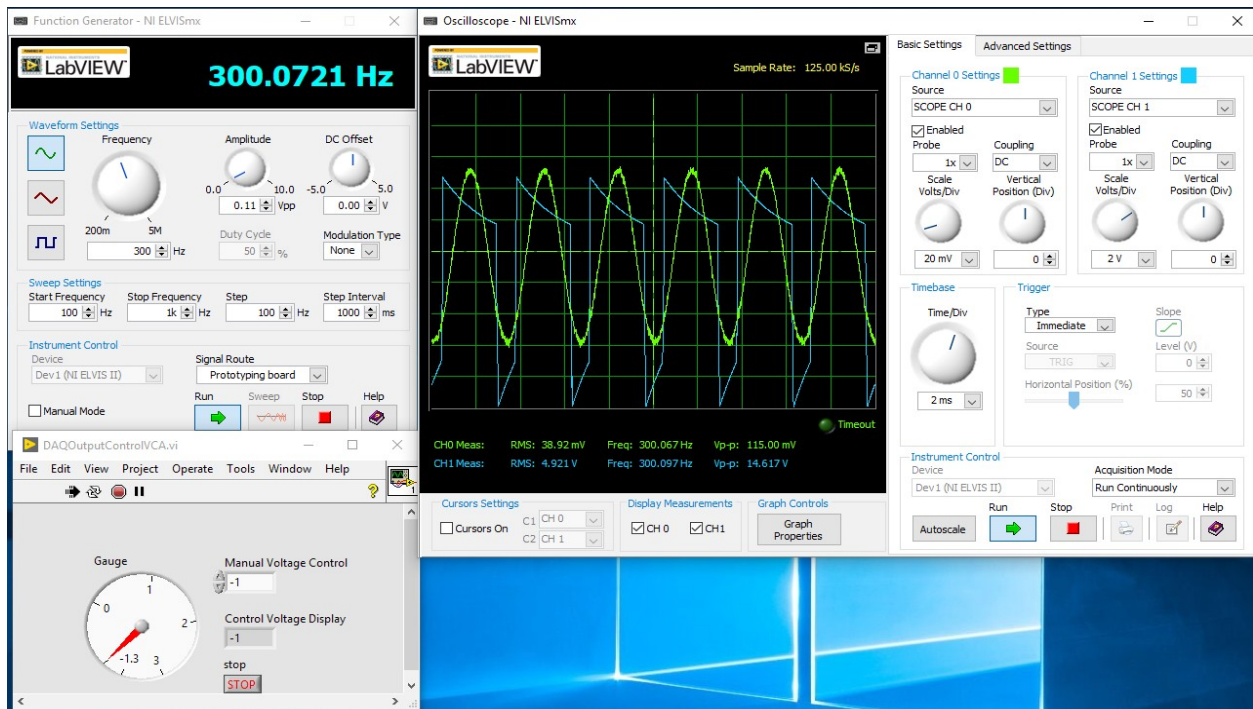 Function Generator - NI ELVISmx
LabVIEW
300.0721 Hz
Waveform Settings
Frequency
Amplitude
DC Offset
0.0
10.0
-5.0
5.0
200m
5M
0.11 Vpp
0.00 V
300 Hz
Duty Cycle
50 %
Modulation Type
None
Sweep Settings
Start Frequency
Stop Frequency
Step
Step Interval
100 Hz
1k Hz
100 Hz
1000 ms
Instrument Control
Device
Signal Route
Dev1 (NI ELVIS II)
Prototyping board
Run
Sweep
Stop
Help
Manual Mode
DAQOutputControlVCA.vi
File Edit View Project Operate Tools Window Help
1
Gauge
-1.3
0
1
2
3
Manual Voltage Control
-1
Control Voltage Display
-1
stop
STOP
Oscilloscope - NI ELVISmx
LabVIEW
Sample Rate: 125.00 kS/s
Timeout
CH0 Meas: RMS: 38.92 mV Freq: 300.067 Hz Vp-p: 115.00 mV
CH1 Meas: RMS: 4.921 V Freq: 300.097 Hz Vp-p: 14.617 V
Cursors Settings
Cursors On
C1 CH 0
C2 CH 1
Display Measurements
CH 0
CH1
Graph Controls
Graph
Properties
Basic Settings
Advanced Settings
Channel 0 Settings
Source
SCOPE CH 0
Enabled
Probe
Coupling
1x
DC
Scale
Volts/Div
Vertical
Position (Div)
20 mV
0
Channel 1 Settings
Source
SCOPE CH 1
Enabled
Probe
Coupling
1x
DC
Scale
Volts/Div
Vertical
Position (Div)
2 V
0
Timebase
Time/Div
2 ms
Trigger
Type
Immediate
Slope
Source
TRIG
Level (V)
0
Horizontal Position (%)
50
Instrument Control
Device
Acquisition Mode
Dev1 (NI ELVIS II)
Run Continuously
Run
Stop
Print
Log
Help
Autoscale